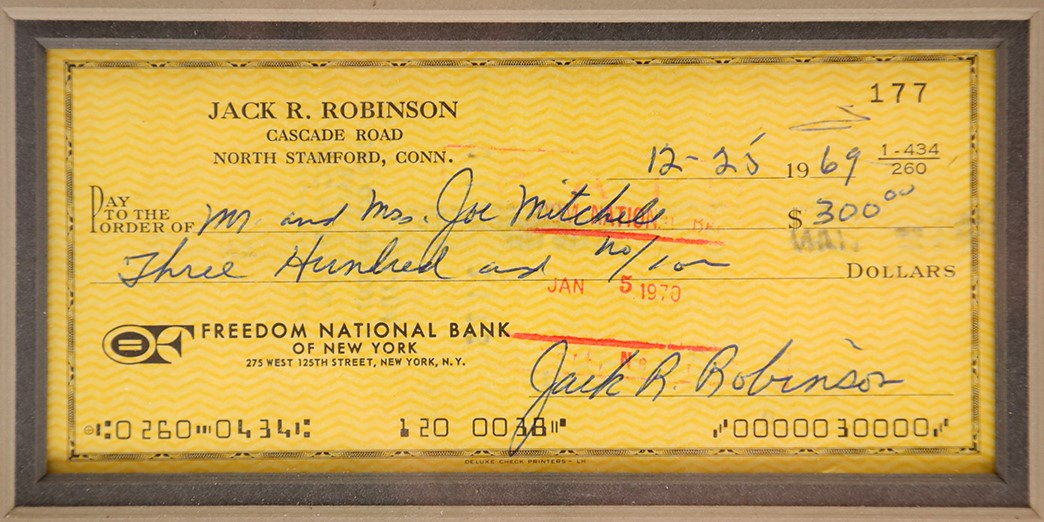 177
JACK R. ROBINSON
CASCADE ROAD
NORTH STAMFORD, CONN.
12-25 1969 1-434/260
PAY TO THE ORDER OF Mr and Mrs. Joe Mitchell $ 300 00
NATIONAL
Three Hundred and no/100 DOLLARS
JAN 5 1970
FREEDOM NATIONAL BANK
OF NEW YORK
275 WEST 125TH STREET, NEW YORK, N.Y.
Jack R. Robinson
⑆0260⑉0434⑆ 120 0038⑈ ⑇0000030000⑇
DELUXE CHECK PRINTERS - LH